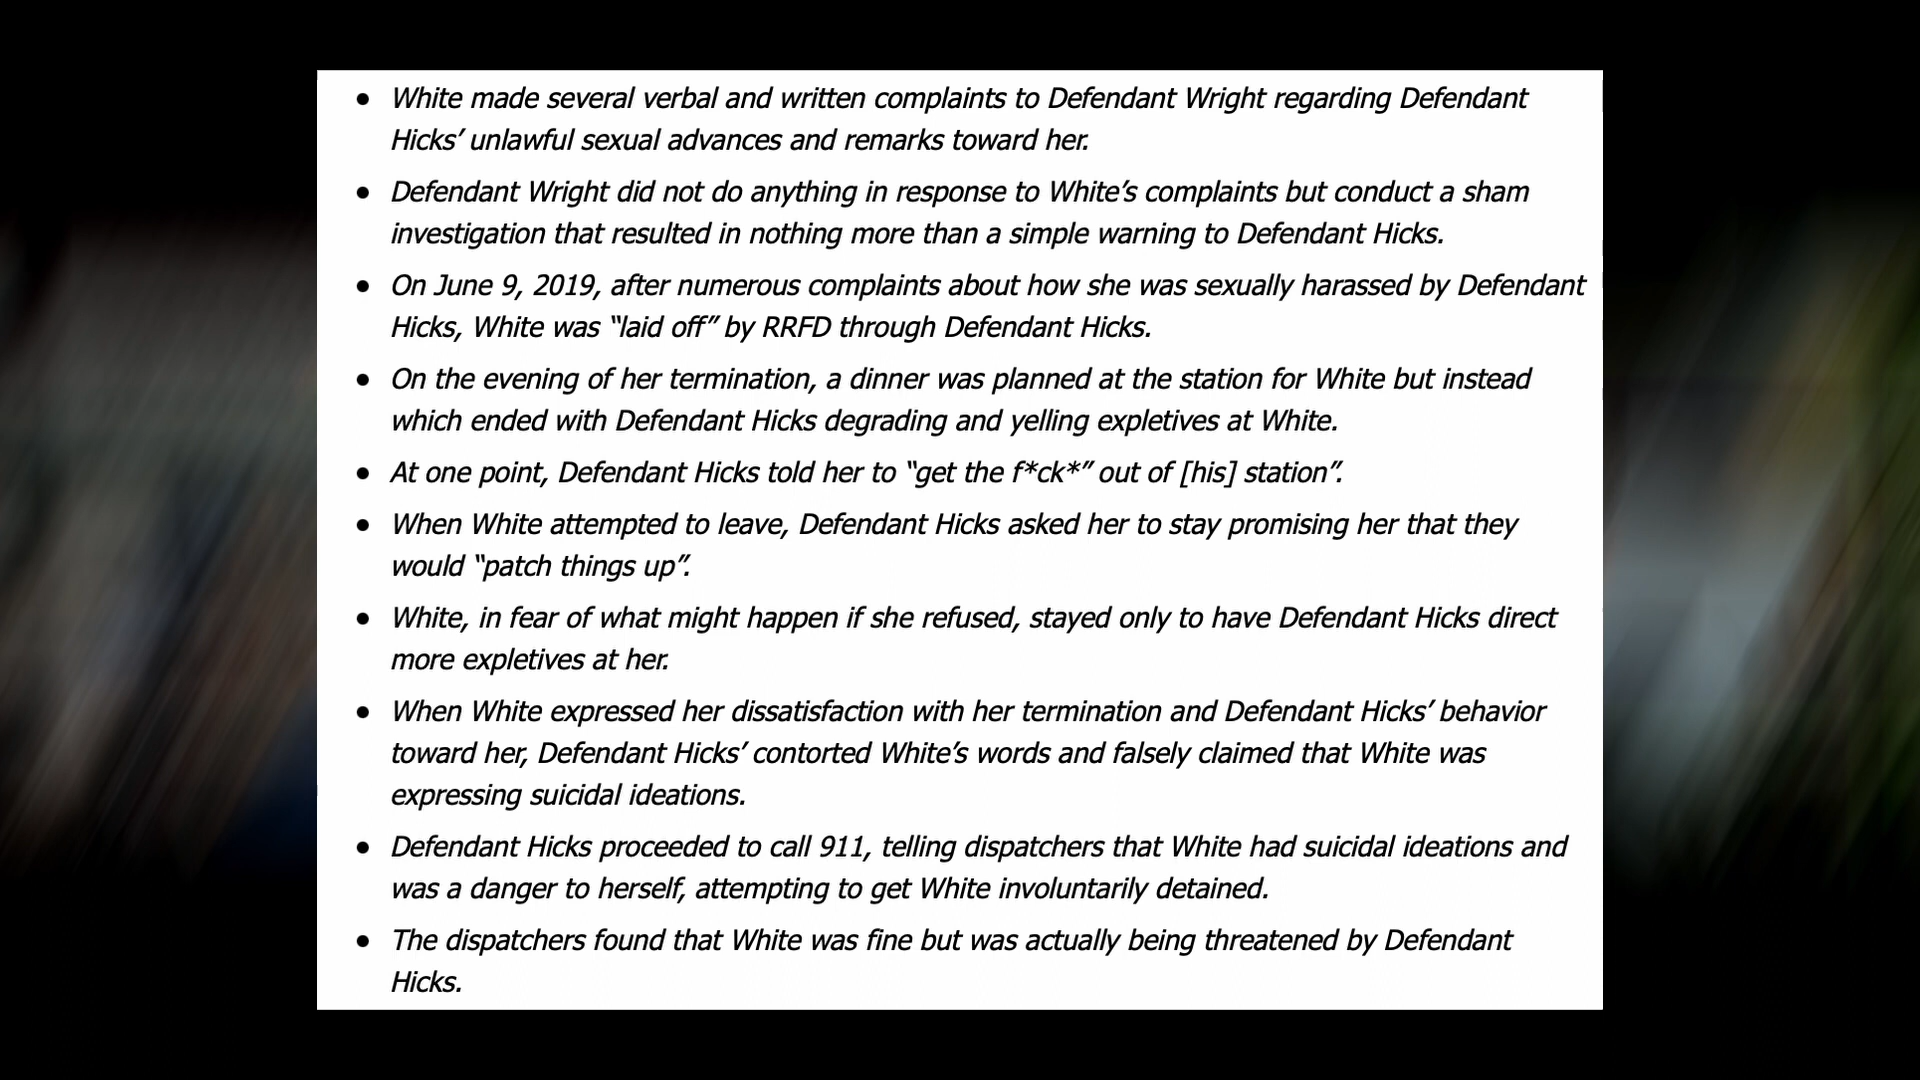 • White made several verbal and written complaints to Defendant Wright regarding Defendant
Hicks’ unlawful sexual advances and remarks toward her.
• Defendant Wright did not do anything in response to White’s complaints but conduct a sham
investigation that resulted in nothing more than a simple warning to Defendant Hicks.
• On June 9, 2019, after numerous complaints about how she was sexually harassed by Defendant
Hicks, White was “laid off” by RRFD through Defendant Hicks.
• On the evening of her termination, a dinner was planned at the station for White but instead
which ended with Defendant Hicks degrading and yelling expletives at White.
• At one point, Defendant Hicks told her to “get the f*ck*” out of [his] station”.
• When White attempted to leave, Defendant Hicks asked her to stay promising her that they
would “patch things up”.
• White, in fear of what might happen if she refused, stayed only to have Defendant Hicks direct
more expletives at her.
• When White expressed her dissatisfaction with her termination and Defendant Hicks’ behavior
toward her, Defendant Hicks’ contorted White’s words and falsely claimed that White was
expressing suicidal ideations.
• Defendant Hicks proceeded to call 911, telling dispatchers that White had suicidal ideations and
was a danger to herself, attempting to get White involuntarily detained.
• The dispatchers found that White was fine but was actually being threatened by Defendant
Hicks.